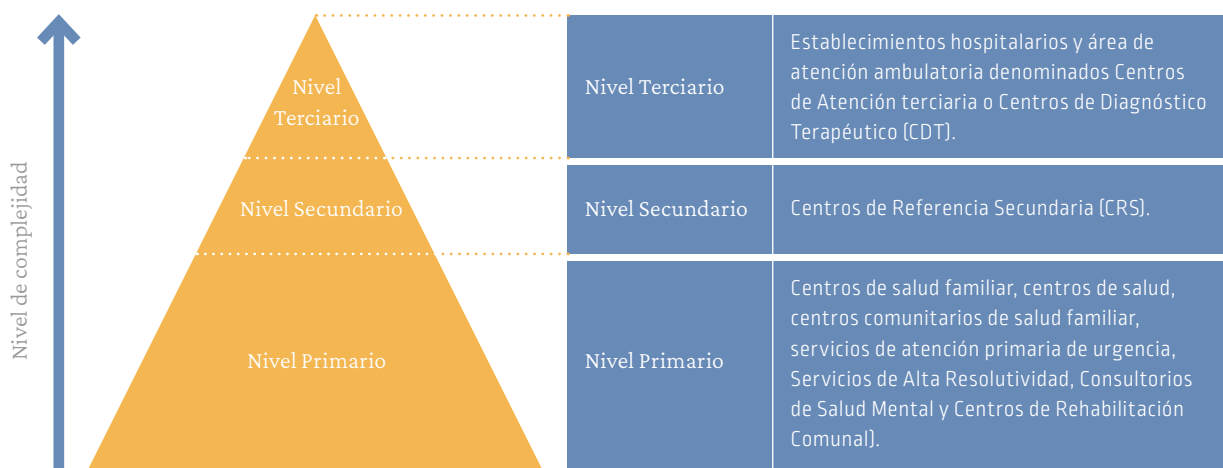 Nivel de complejidad
Nivel
Terciario
Nivel Secundario
Nivel Primario
Nivel Terciario
Establecimientos hospitalarios y área de
atención ambulatoria denominados Centros
de Atención terciaria o Centros de Diagnóstico
Terapéutico (CDT).
Nivel Secundario
Centros de Referencia Secundaria (CRS).
Nivel Primario
Centros de salud familiar, centros de salud,
centros comunitarios de salud familiar,
servicios de atención primaria de urgencia,
Servicios de Alta Resolutividad, Consultorios
de Salud Mental y Centros de Rehabilitación
Comunal).